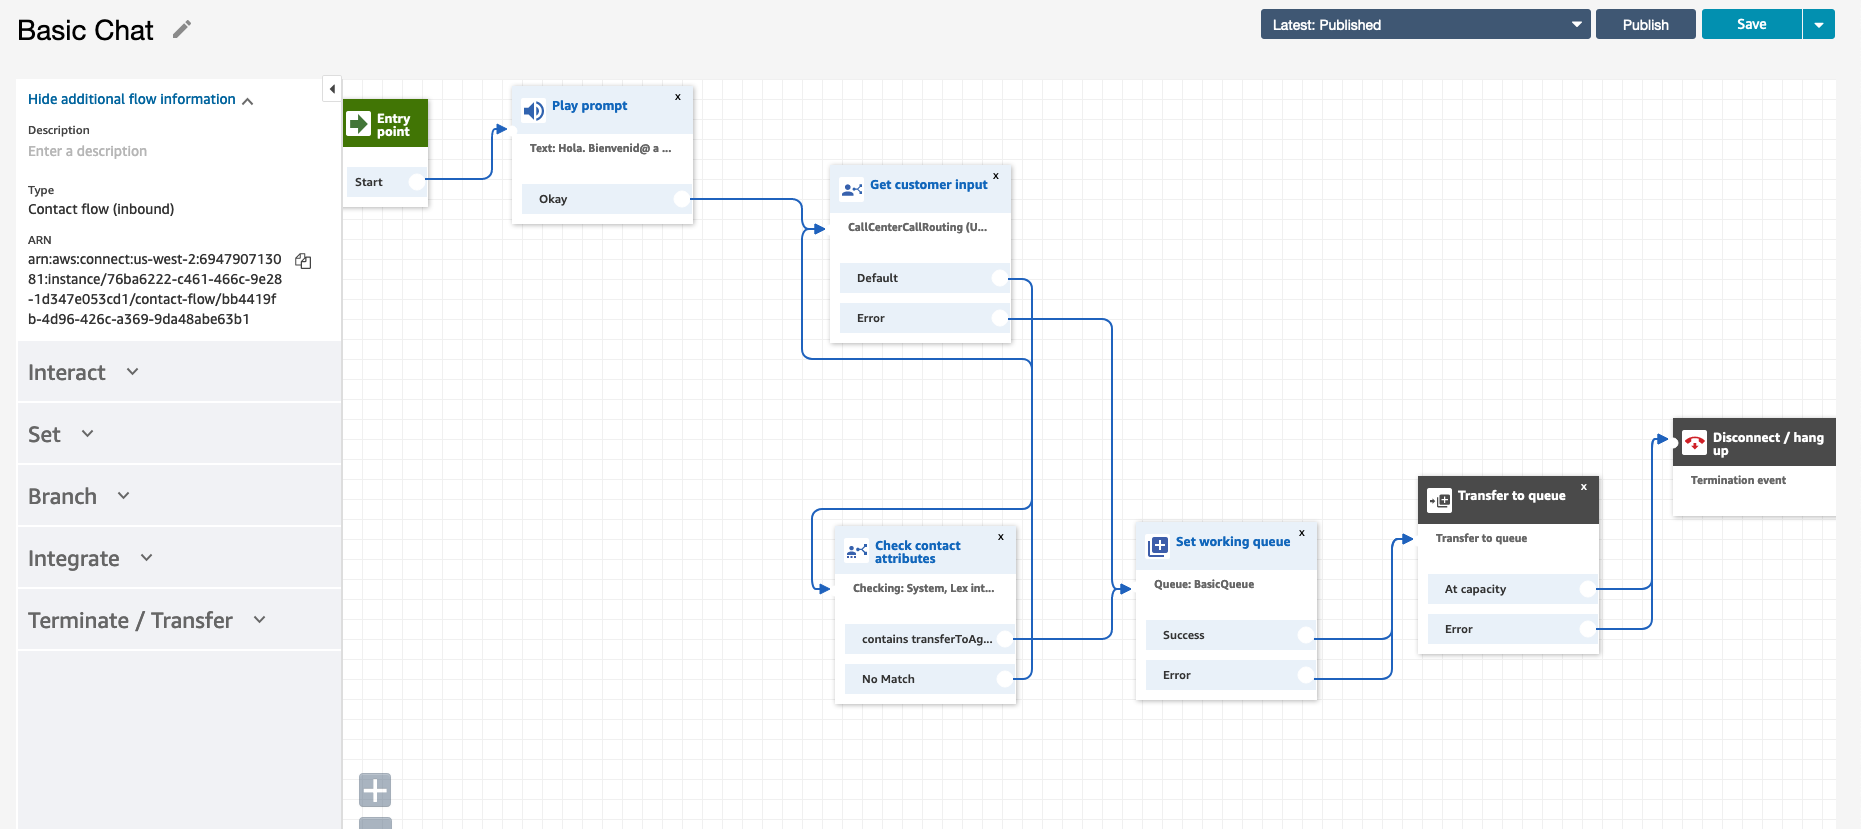 Basic Chat
Latest: Published
Publish
Save
Hide additional flow information
Description
Enter a description
Type
Contact flow (inbound)
ARN
arn:aws:connect:us-west-2:6947907130
81:instance/76ba6222-c461-466c-9e28
-1d347e053cd1/contact-flow/bb4419f
b-4d96-426c-a369-9da48abe63b1
Interact
Set
Branch
Integrate
Terminate / Transfer
Entry
point
Start
Play prompt
x
Text: Hola. Bienvenid@ a ...
Okay
Get customer input
x
CallCenterCallRouting (U...
Default
Error
Check contact
attributes
x
Checking: System, Lex int...
contains transferToAg...
No Match
Set working queue
x
Queue: BasicQueue
Success
Error
Transfer to queue
x
Transfer to queue
At capacity
Error
Disconnect / hang
up
Termination event